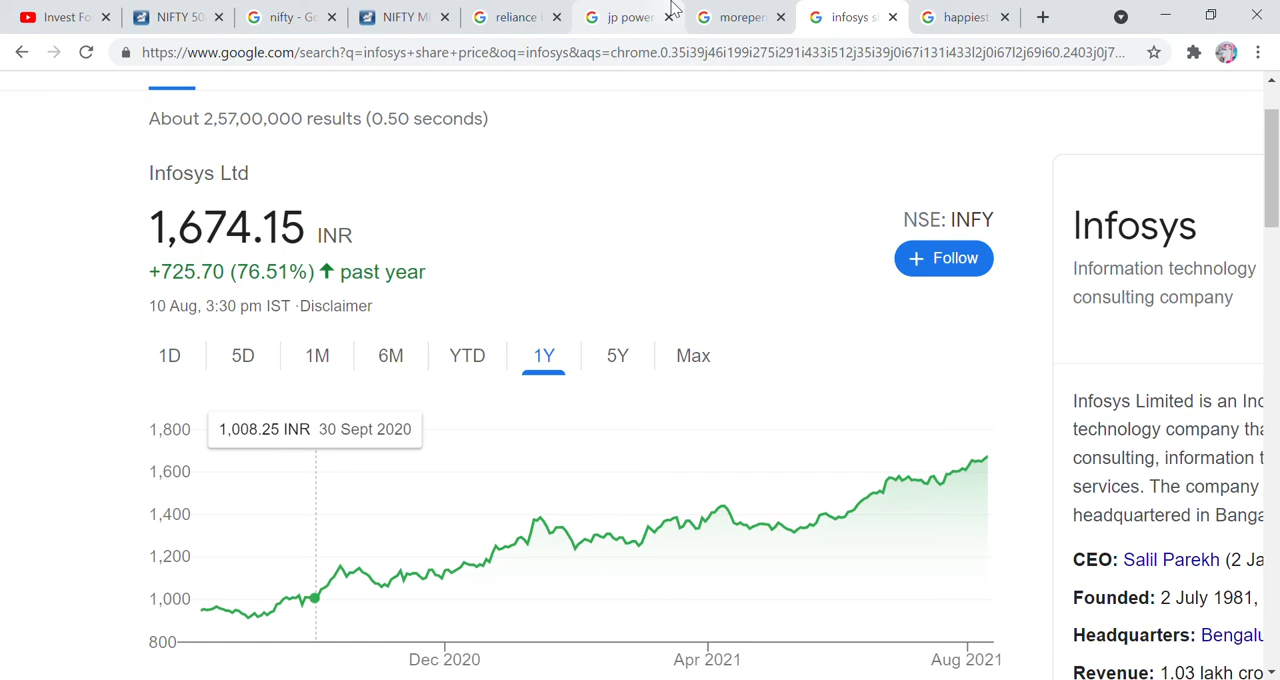 Invest Fo
NIFTY 50
nifty - Go
NIFTY MI
reliance
jp power
morepen
infosys s
happiest
https://www.google.com/search?q=infosys+share+price&oq=infosys&aqs=chrome.0.35i39j46i199i275i291i433i512j35i39j0i67i131i433l2j0i67l2j69i60.2403j0j7...
About 2,57,00,000 results (0.50 seconds)
Infosys Ltd
1,674.15 INR
+725.70 (76.51%) ↑ past year
10 Aug, 3:30 pm IST ·Disclaimer
NSE: INFY
+ Follow
1D 5D 1M 6M YTD 1Y 5Y Max
1,008.25 INR 30 Sept 2020
1,800
1,600
1,400
1,200
1,000
800
Dec 2020 Apr 2021 Aug 2021
Infosys
Information technology
consulting company
Infosys Limited is an Inc
technology company tha
consulting, information t
services. The company
headquartered in Banga
CEO: Salil Parekh (2 Ja
Founded: 2 July 1981,
Headquarters: Bengalu
Revenue: 1.03 lakh cro